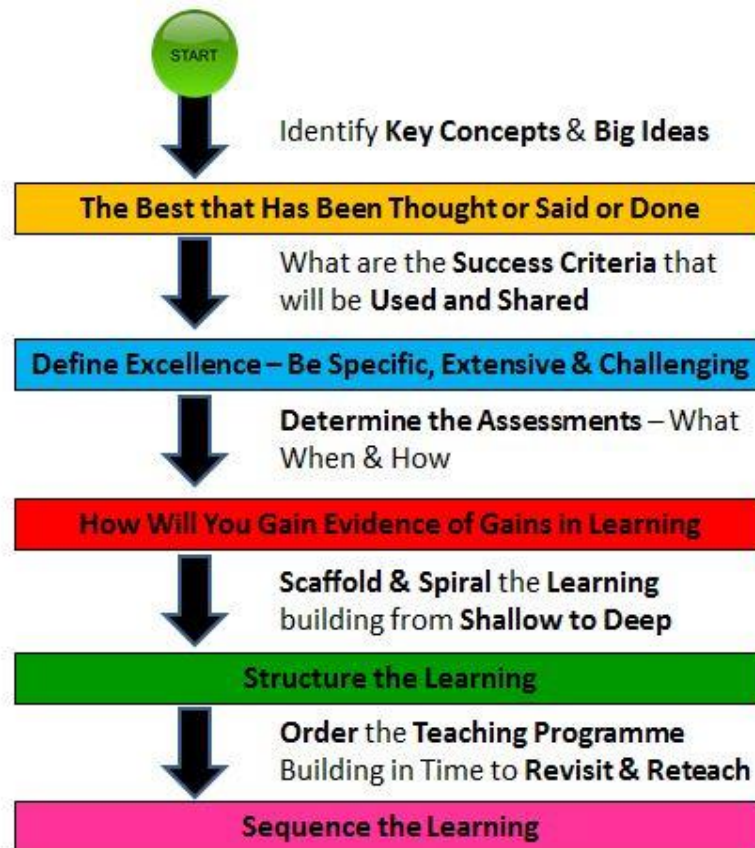 START
Identify Key Concepts & Big Ideas
The Best that Has Been Thought or Said or Done
What are the Success Criteria that
will be Used and Shared
Define Excellence – Be Specific, Extensive & Challenging
Determine the Assessments – What
When & How
How Will You Gain Evidence of Gains in Learning
Scaffold & Spiral the Learning
building from Shallow to Deep
Structure the Learning
Order the Teaching Programme
Building in Time to Revisit & Reteach
Sequence the Learning